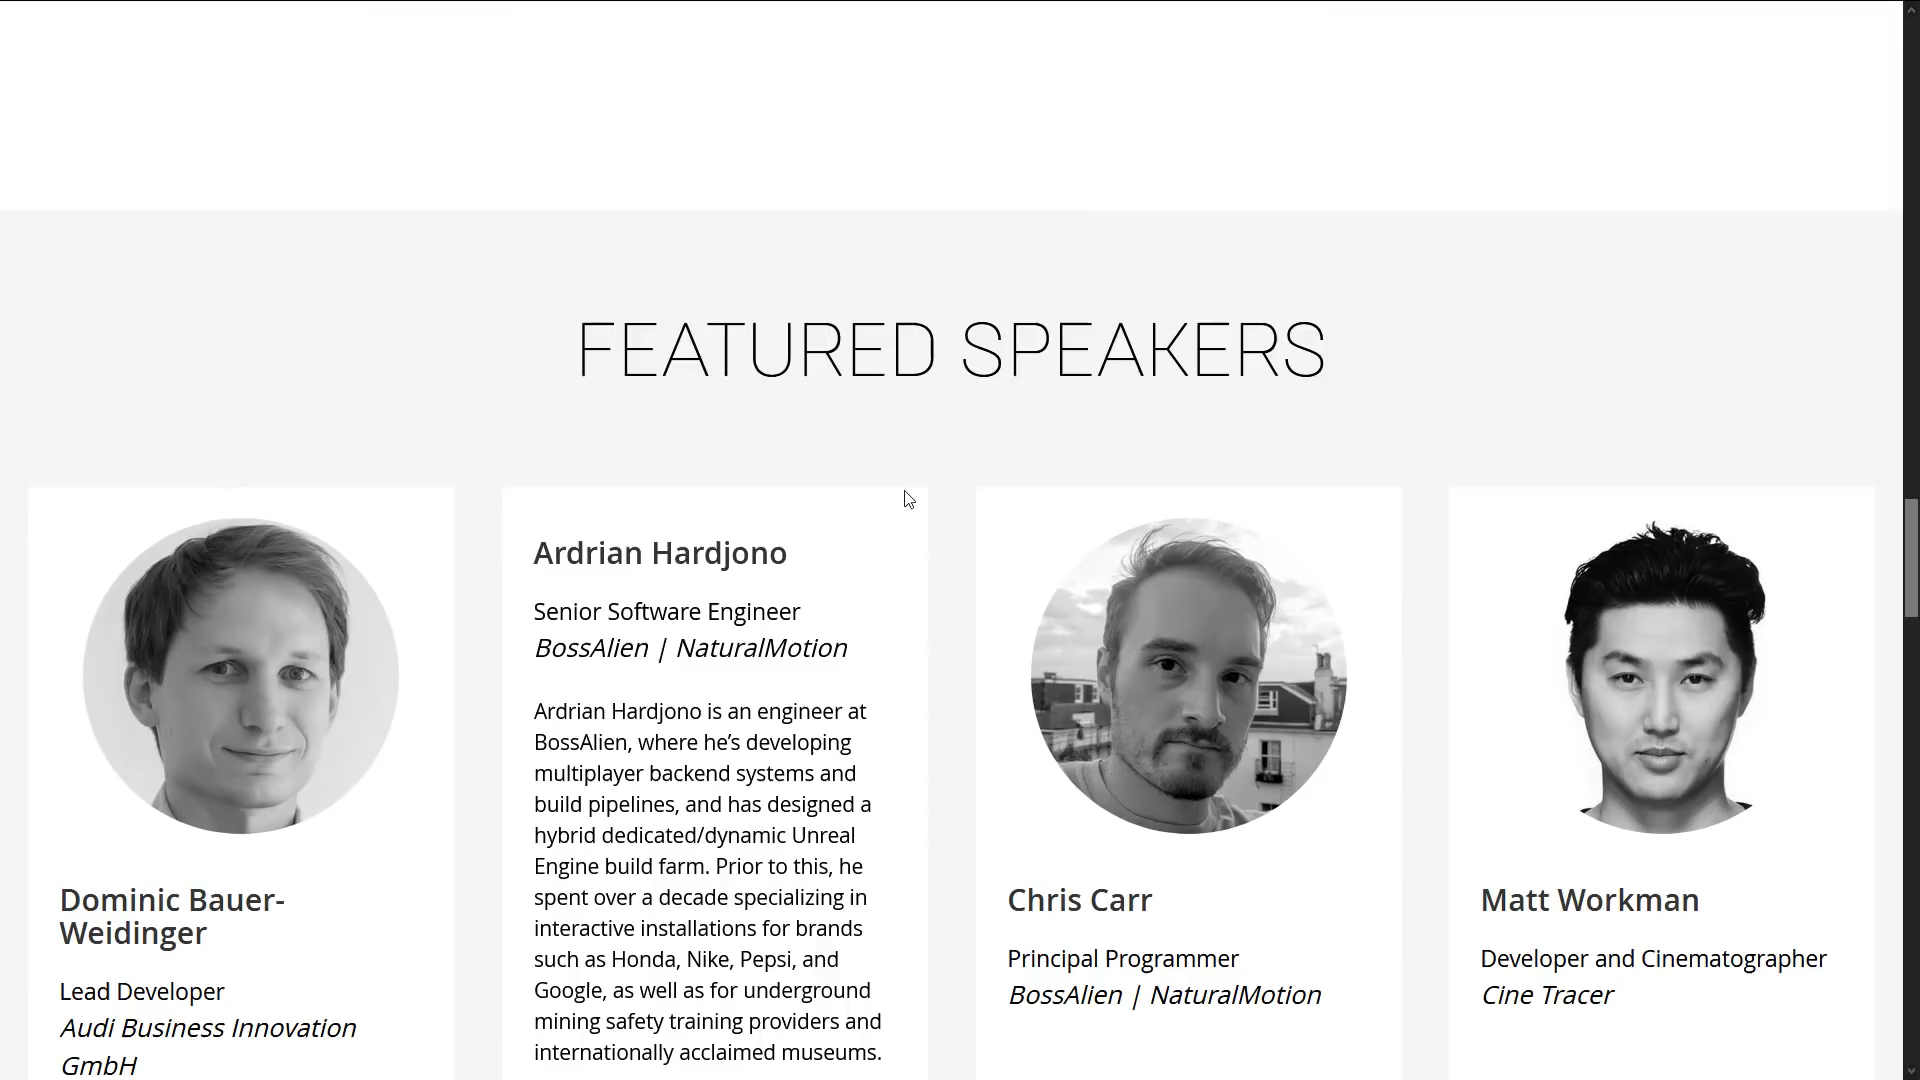 FEATURED SPEAKERS
Dominic Bauer-
Weidinger
Lead Developer
Audi Business Innovation
GmbH
Ardrian Hardjono
Senior Software Engineer
BossAlien | NaturalMotion
Ardrian Hardjono is an engineer at
BossAlien, where he’s developing
multiplayer backend systems and
build pipelines, and has designed a
hybrid dedicated/dynamic Unreal
Engine build farm. Prior to this, he
spent over a decade specializing in
interactive installations for brands
such as Honda, Nike, Pepsi, and
Google, as well as for underground
mining safety training providers and
internationally acclaimed museums.
Chris Carr
Principal Programmer
BossAlien | NaturalMotion
Matt Workman
Developer and Cinematographer
Cine Tracer